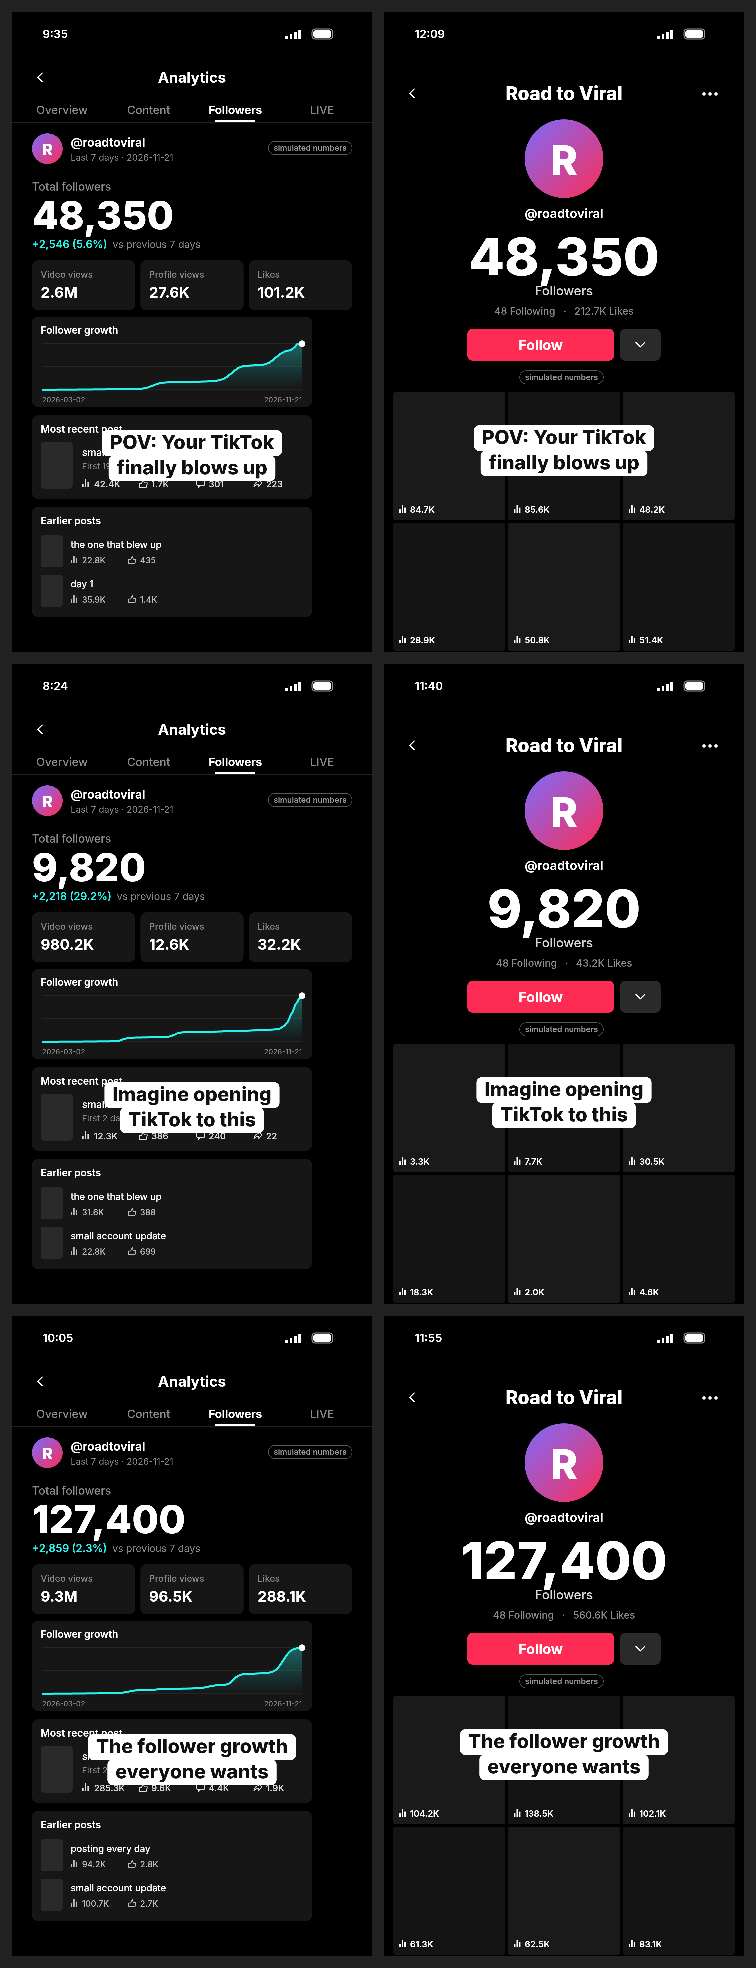 9:35
Analytics
Overview Content Followers LIVE
R
@roadtoviral
Last 7 days · 2026-11-21
simulated numbers
Total followers
48,350
+2,546 (5.6%) vs previous 7 days
Video views Profile views Likes
2.6M 27.6K 101.2K
Follower growth
2026-03-02 2026-11-21
Most recent post
POV: Your TikTok
finally blows up
42.4K 1.7K 301 223
Earlier posts
the one that blew up
22.8K 435
day 1
35.9K 1.4K
12:09
Road to Viral
R
@roadtoviral
48,350
Followers
48 Following · 212.7K Likes
Follow
simulated numbers
POV: Your TikTok
finally blows up
84.7K 85.6K 48.2K
28.9K 50.8K 51.4K
8:24
Analytics
Overview Content Followers LIVE
R
@roadtoviral
Last 7 days · 2026-11-21
simulated numbers
Total followers
9,820
+2,218 (29.2%) vs previous 7 days
Video views Profile views Likes
980.2K 12.6K 32.2K
Follower growth
2026-03-02 2026-11-21
Most recent post
Imagine opening
TikTok to this
First 2
12.3K 386 240 22
Earlier posts
the one that blew up
31.6K 388
small account update
22.8K 699
11:40
Road to Viral
R
@roadtoviral
9,820
Followers
48 Following · 43.2K Likes
Follow
simulated numbers
Imagine opening
TikTok to this
3.3K 7.7K 30.5K
18.3K 2.0K 4.6K
10:05
Analytics
Overview Content Followers LIVE
R
@roadtoviral
Last 7 days · 2026-11-21
simulated numbers
Total followers
127,400
+2,859 (2.3%) vs previous 7 days
Video views Profile views Likes
9.3M 96.5K 288.1K
Follower growth
2026-03-02 2026-11-21
Most recent post
The follower growth
everyone wants
First 2
285.3K 9.6K 4.4K 1.9K
Earlier posts
posting every day
94.2K 2.8K
small account update
100.7K 2.7K
11:55
Road to Viral
R
@roadtoviral
127,400
Followers
48 Following · 560.6K Likes
Follow
simulated numbers
The follower growth
everyone wants
104.2K 138.5K 102.1K
61.3K 62.5K 83.1K